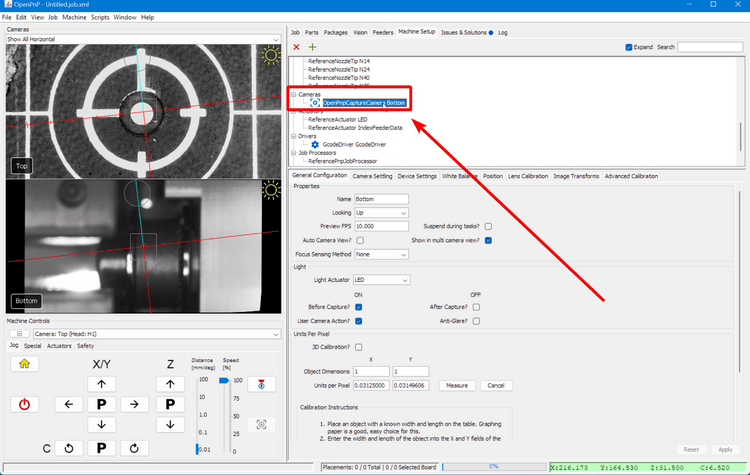 OpenPnP - Untitled.job.xml
File Edit View Job Machine Scripts Window Help
Cameras
Show All Horizontal
Top
Bottom
Machine Controls
Camera: Top (Head: H1)
Jog Special Actuators Safety
X/Y Z
Distance [mm/deg]
Speed [%]
100
10
1.0
0.1
0.01
100
75
50
25
0
P P
C P
Job Parts Packages Vision Feeders Machine Setup Issues & Solutions Log
Expand Search
ReferenceNozzleTip N14
ReferenceNozzleTip N24
ReferenceNozzleTip N40
Cameras
OpenPnpCaptureCamera Bottom
ReferenceActuator LED
ReferenceActuator IndexFeederData
Drivers
GcodeDriver GcodeDriver
Job Processors
ReferencePnpJobProcessor
General Configuration Camera Settling Device Settings White Balance Position Lens Calibration Image Transforms Advanced Calibration
Properties
Name Bottom
Looking Up
Preview FPS 10.000 Suspend during tasks?
Auto Camera View? Show in multi camera view?
Focus Sensing Method None
Light
Light Actuator LED
ON OFF
Before Capture? After Capture?
User Camera Action? Anti-Glare?
Units Per Pixel
3D Calibration?
X Y
Object Dimensions 1 1
Units per Pixel 0.03125000 0.03149606 Measure Cancel
Calibration Instructions
1. Place an object with a known width and length on the table. Graphing
paper is a good, easy choice for this.
2. Enter the width and length of the object into the X and Y fields of the
Reset Apply
Placements: 0 / 0 Total | 0 / 0 Selected Board 0% X:216.173 Y:164.530 Z:31.500 C:6.520